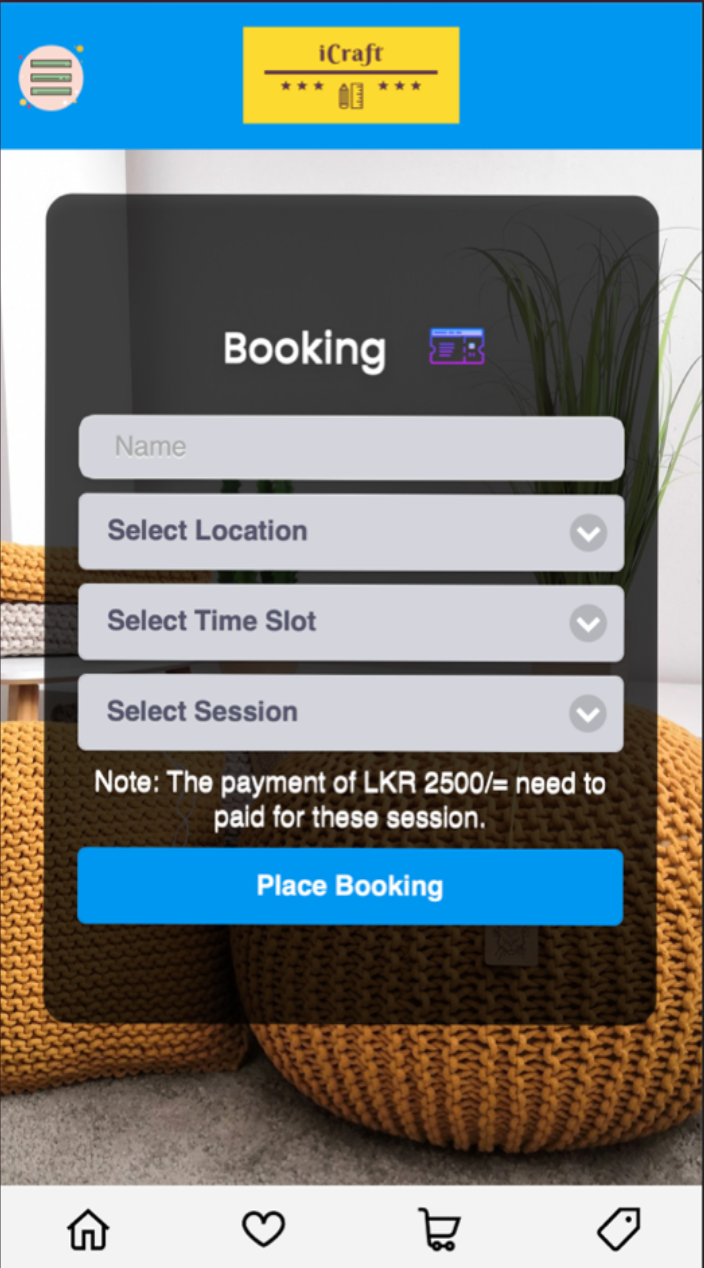 iCraft
Booking
Name
Select Location
Select Time Slot
Select Session
Note: The payment of LKR 2500/= need to
paid for these session.
Place Booking